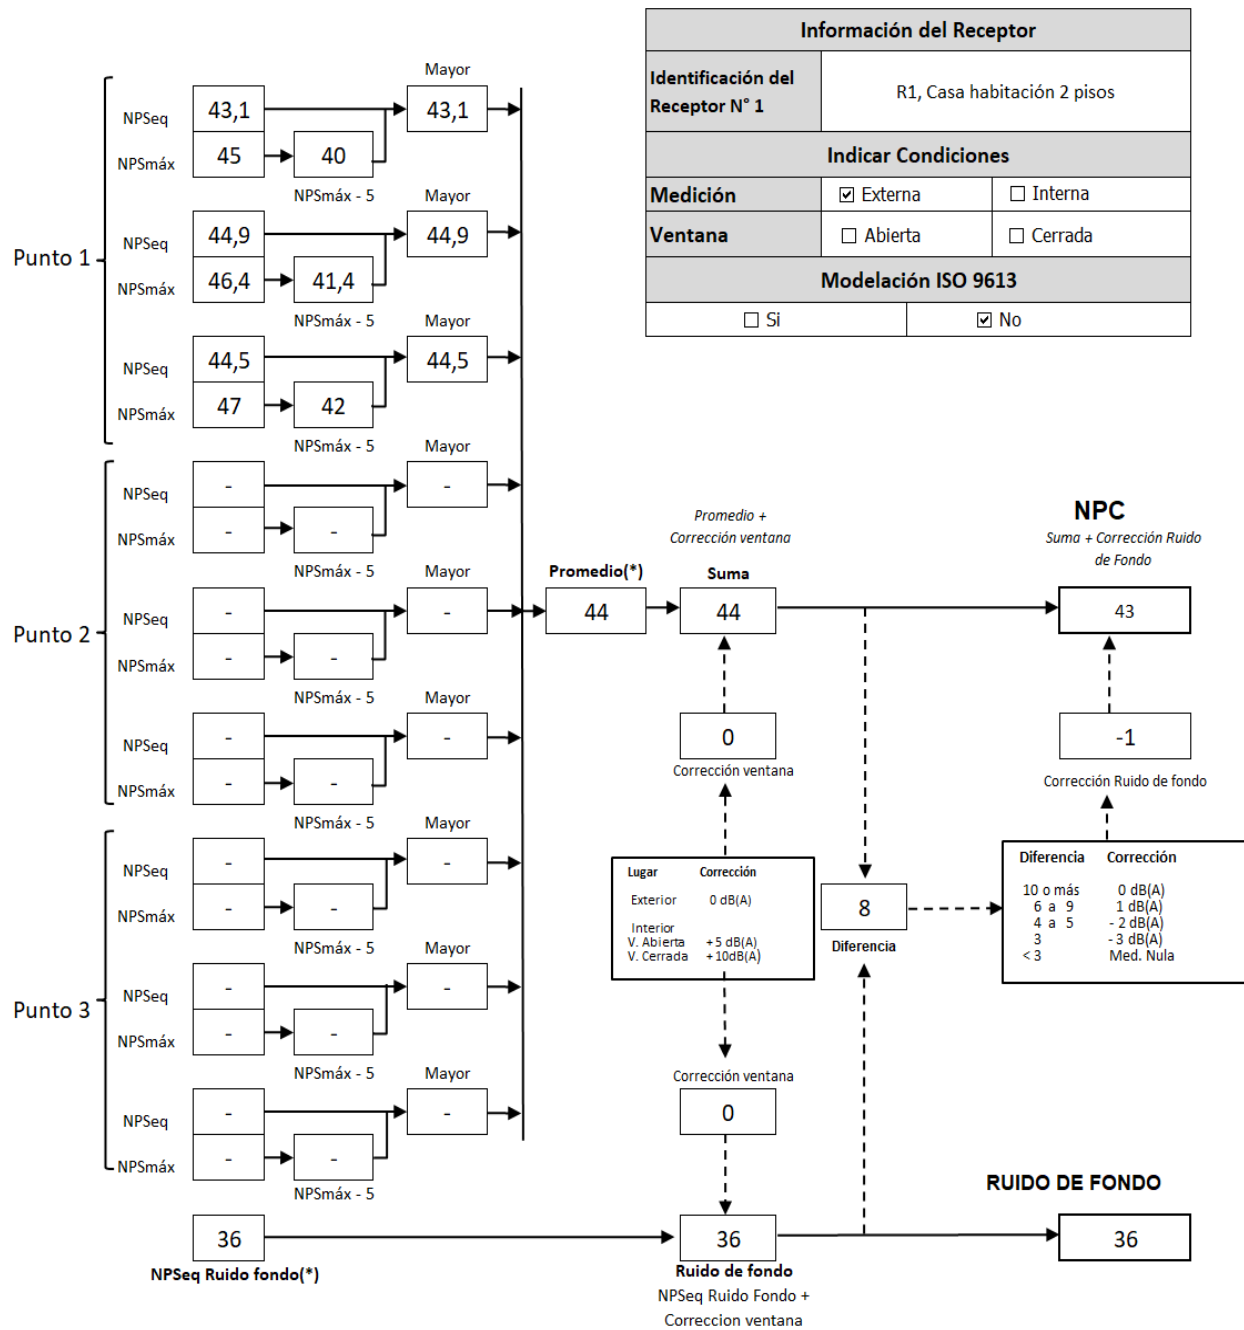 Información del Receptor
Identificación del
Receptor N° 1
R1, Casa habitación 2 pisos
Indicar Condiciones
Medición
☑ Externa
☐ Interna
Ventana
☐ Abierta
☐ Cerrada
Modelación ISO 9613
☐ Si
☑ No
Punto 1
Mayor
NPSeq
43,1
43,1
NPSmáx
45
40
NPSmáx - 5
Mayor
NPSeq
44,9
44,9
NPSmáx
46,4
41,4
NPSmáx - 5
Mayor
NPSeq
44,5
44,5
NPSmáx
47
42
NPSmáx - 5
Punto 2
Mayor
NPSeq
-
-
NPSmáx
-
-
NPSmáx - 5
Mayor
NPSeq
-
-
NPSmáx
-
-
NPSmáx - 5
Mayor
NPSeq
-
-
NPSmáx
-
-
NPSmáx - 5
Punto 3
Mayor
NPSeq
-
-
NPSmáx
-
-
NPSmáx - 5
Mayor
NPSeq
-
-
NPSmáx
-
-
NPSmáx - 5
Mayor
NPSeq
-
-
NPSmáx
-
-
NPSmáx - 5
Promedio(*)
44
Promedio +
Corrección ventana
Suma
44
0
Corrección ventana
Lugar Corrección
Exterior 0 dB(A)
Interior
V. Abierta + 5 dB(A)
V. Cerrada + 10dB(A)
Corrección ventana
0
8
Diferencia
NPC
Suma + Corrección Ruido
de Fondo
43
-1
Corrección Ruido de fondo
Diferencia Corrección
10 o más 0 dB(A)
6 a 9 1 dB(A)
4 a 5 - 2 dB(A)
3 - 3 dB(A)
< 3 Med. Nula
RUIDO DE FONDO
36
36
36
NPSeq Ruido fondo(*)
Ruido de fondo
NPSeq Ruido Fondo +
Correccion ventana